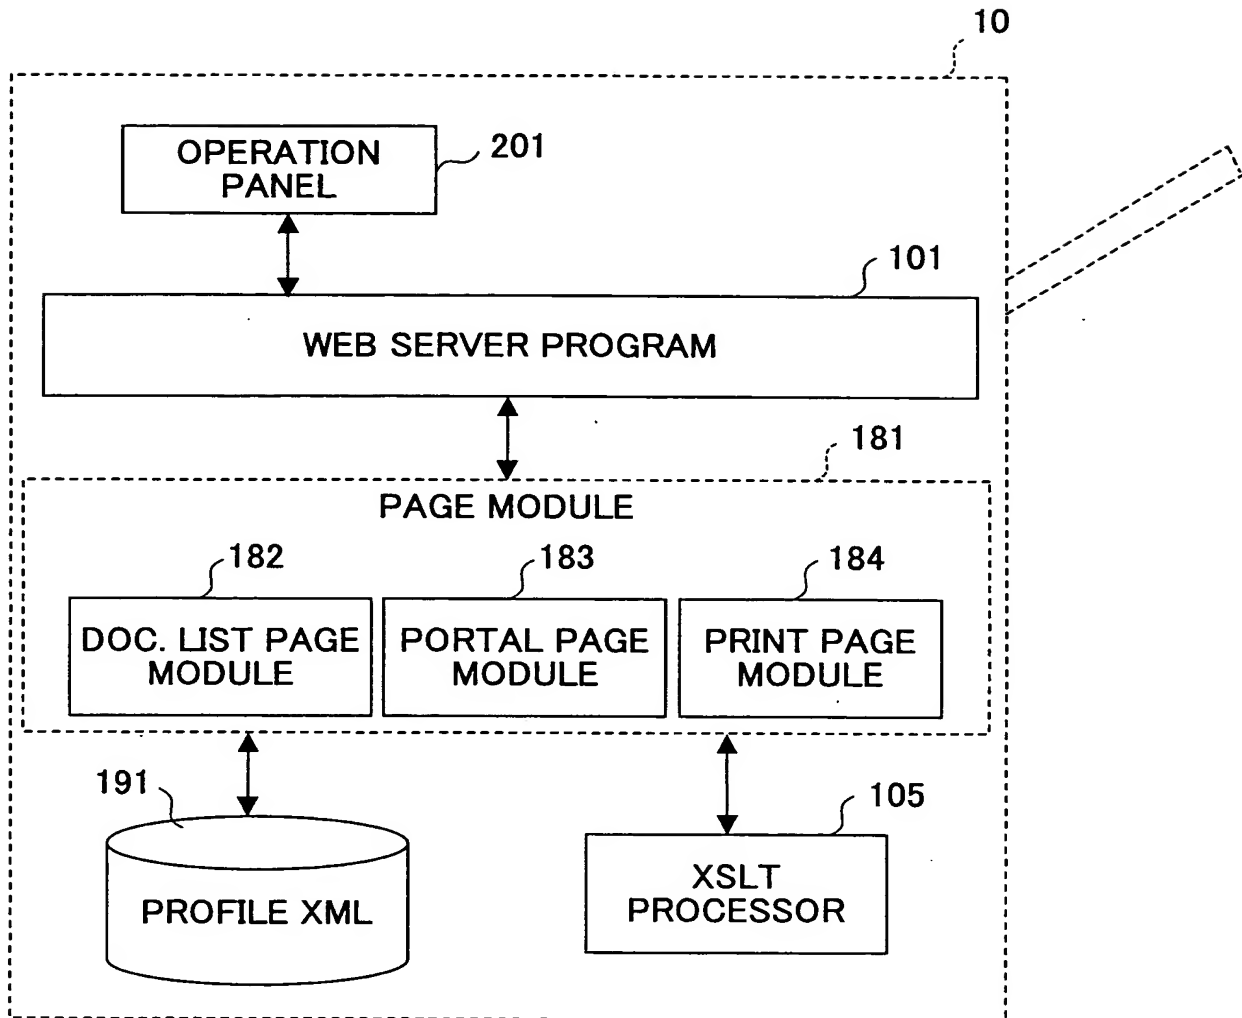 10
OPERATION
PANEL
201
101
WEB SERVER PROGRAM
181
PAGE MODULE
182
183
184
DOC. LIST PAGE
MODULE
PORTAL PAGE
MODULE
PRINT PAGE
MODULE
191
105
PROFILE XML
XSLT
PROCESSOR